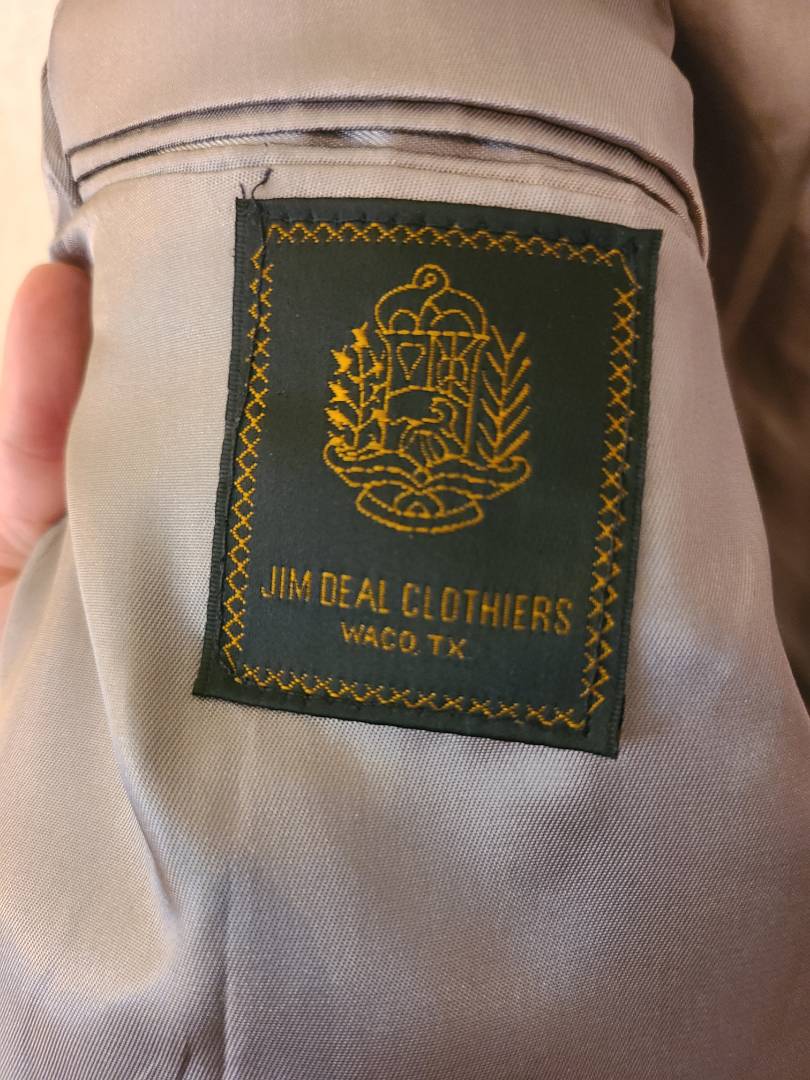 JIM DEAL CLOTHIERS
WACO, TX